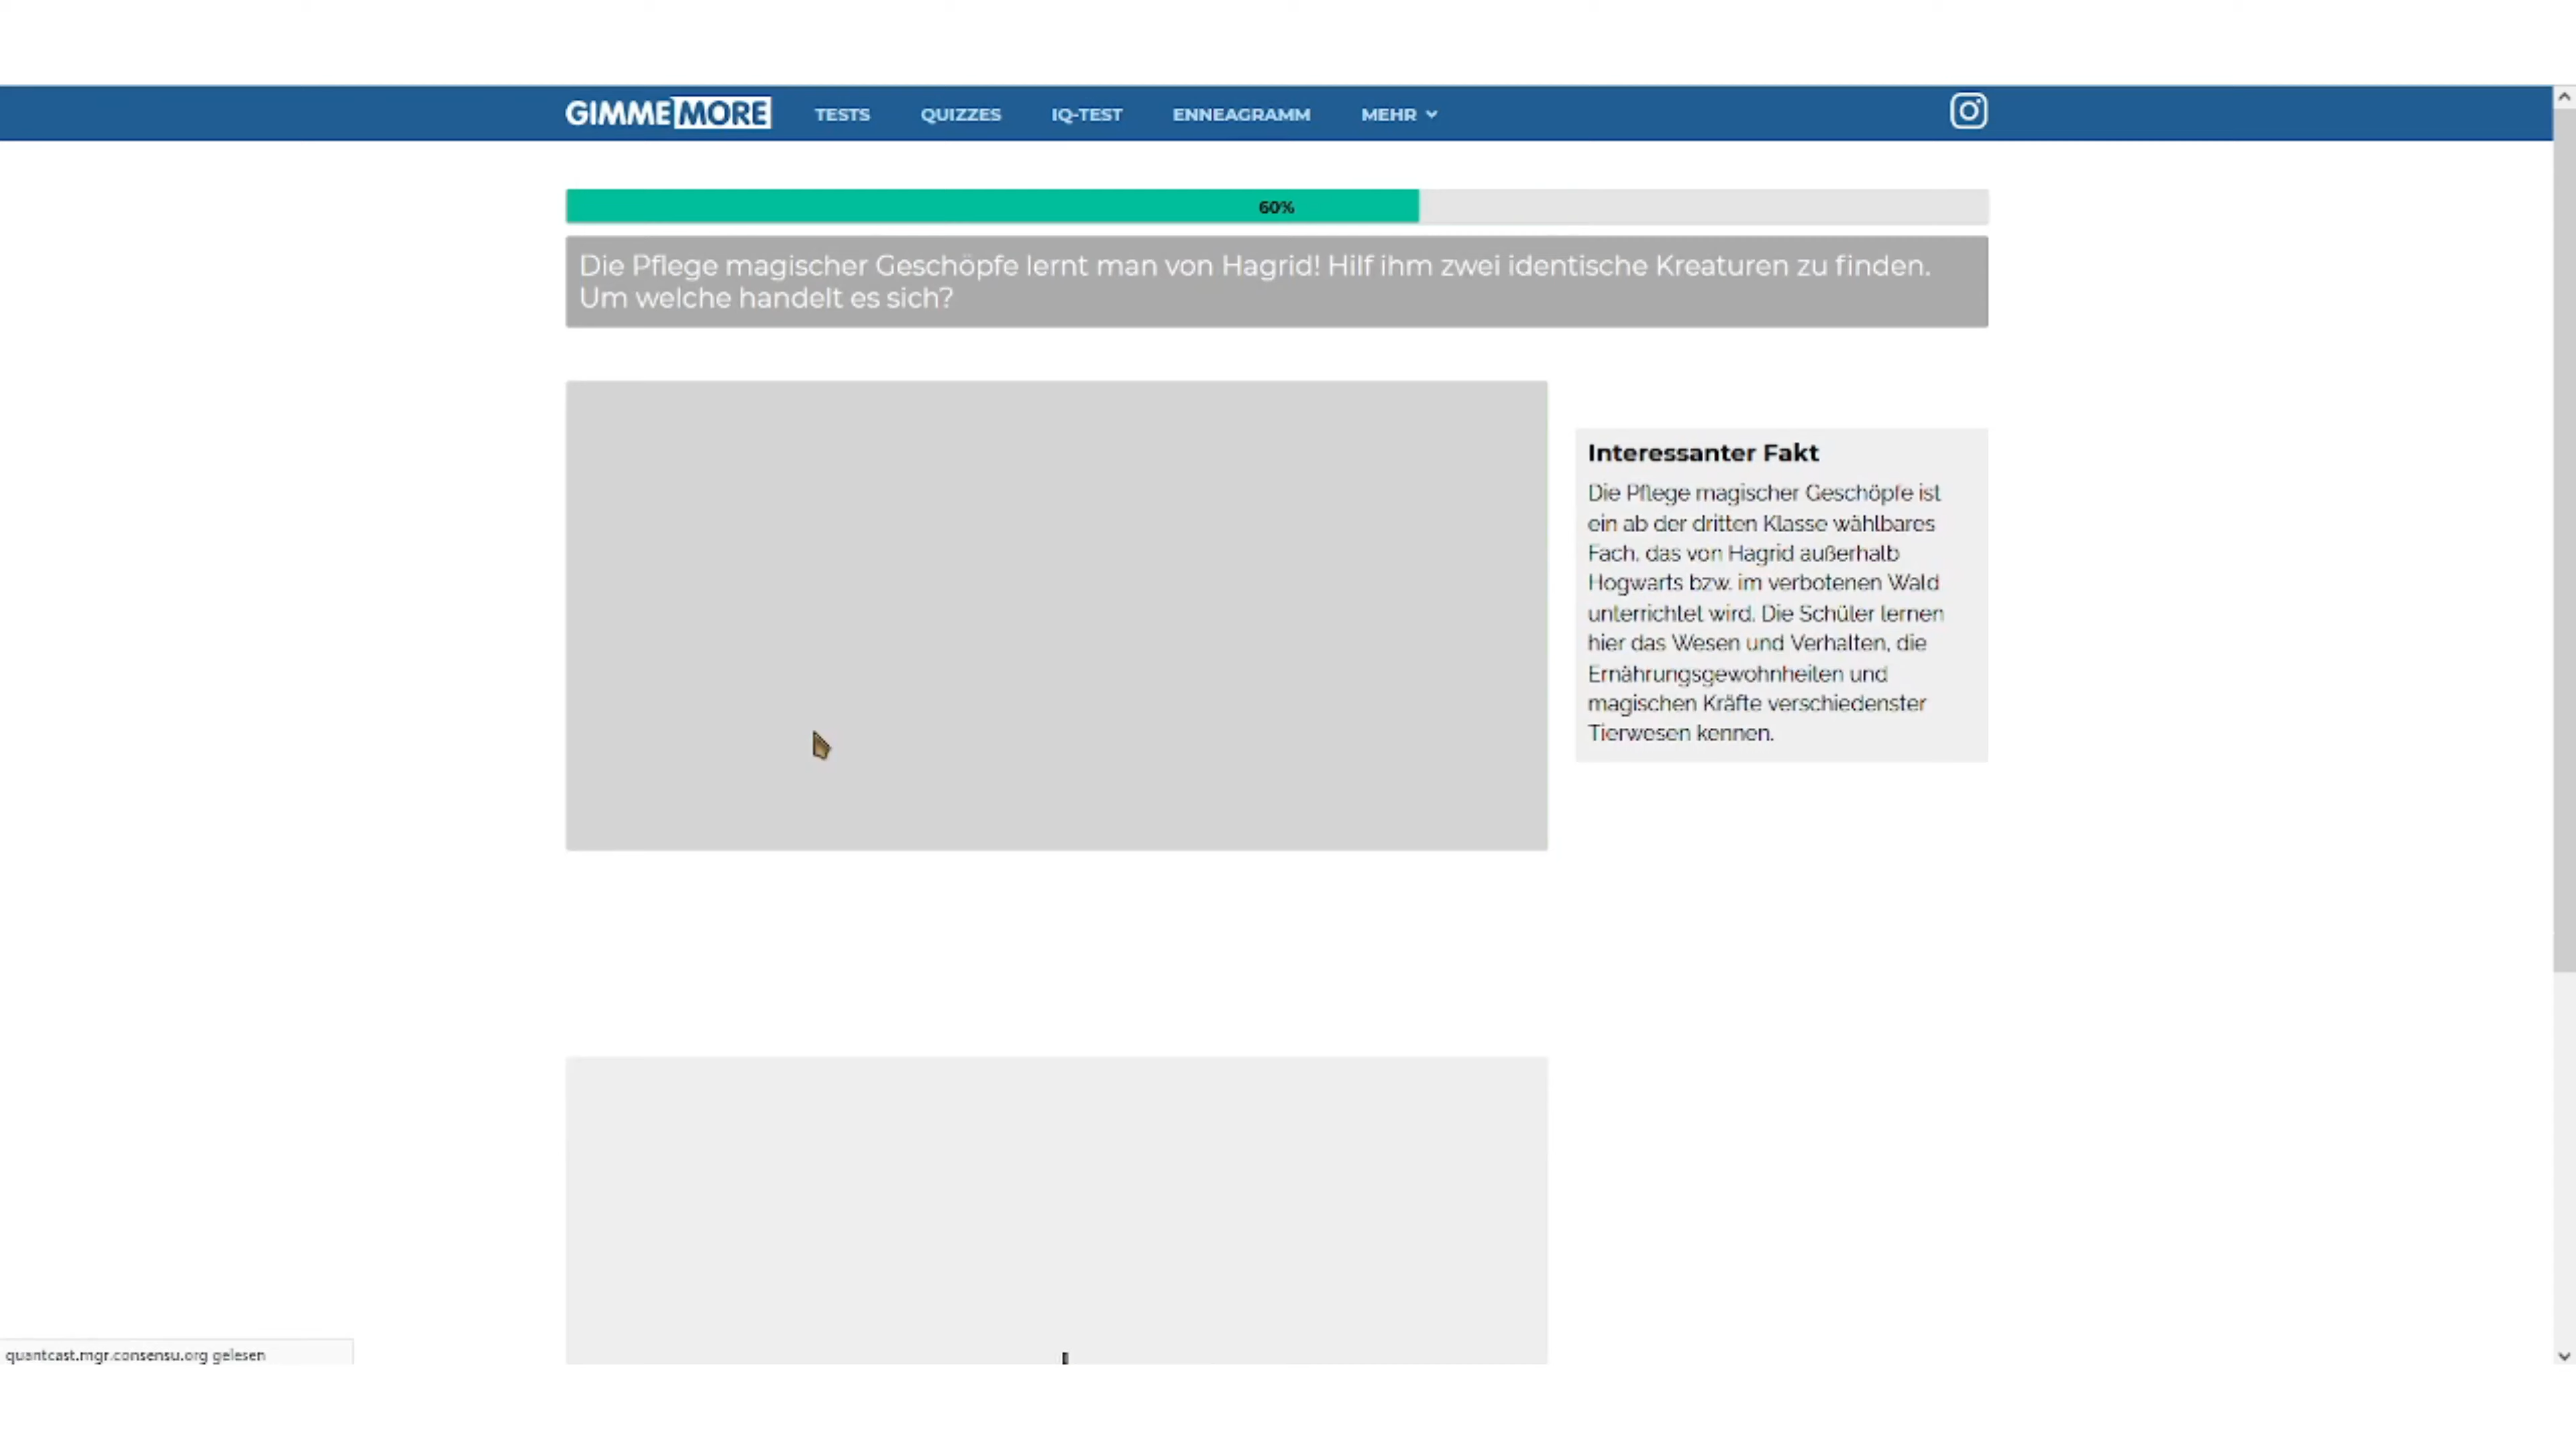 GIMMEMORE TESTS QUIZZES IQ-TEST ENNEAGRAMM MEHR
60%
Die Pflege magischer Geschöpfe lernt man von Hagrid! Hilf ihm zwei identische Kreaturen zu finden.
Um welche handelt es sich?
Interessanter Fakt
Die Pflege magischer Geschöpfe ist
ein ab der dritten Klasse wählbares
Fach, das von Hagrid außerhalb
Hogwarts bzw. im verbotenen Wald
unterrichtet wird. Die Schüler lernen
hier das Wesen und Verhalten, die
Ernährungsgewohnheiten und
magischen Kräfte verschiedenster
Tierwesen kennen.
quantcast.mgr.consensu.org gelesen